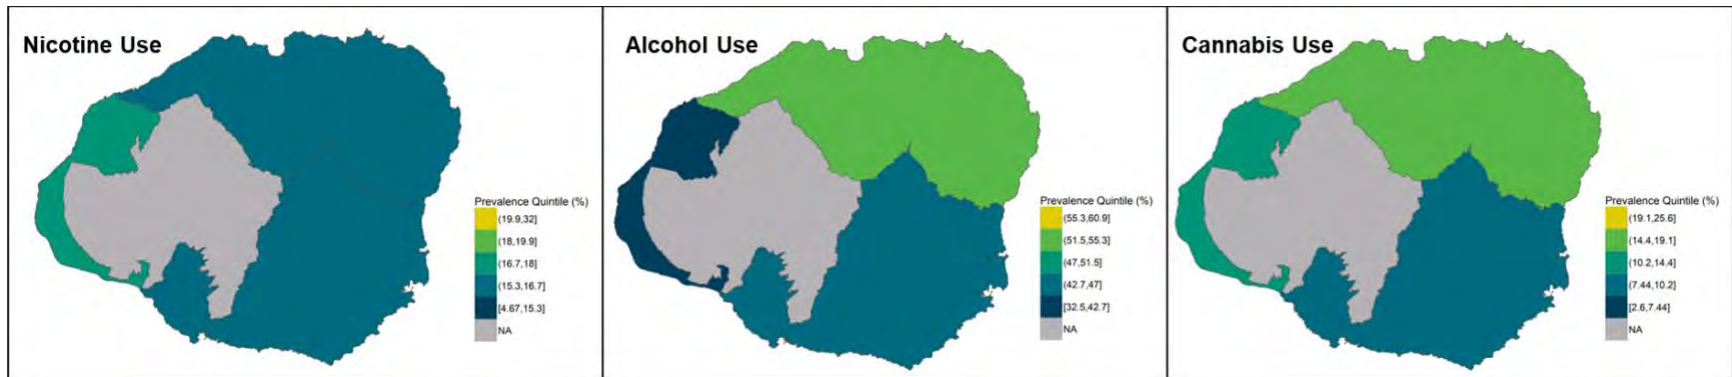 Nicotine Use
Prevalence Quintile (%)
(19.9,32]
(18,19.9]
(16.7,18]
(15.3,16.7]
[4.67,15.3]
NA
Alcohol Use
Prevalence Quintile (%)
(55.3,60.9]
(51.5,55.3]
(47,51.5]
(42.7,47]
[32.5,42.7]
NA
Cannabis Use
Prevalence Quintile (%)
(19.1,25.6]
(14.4,19.1]
(10.2,14.4]
(7.44,10.2]
[2.6,7.44]
NA